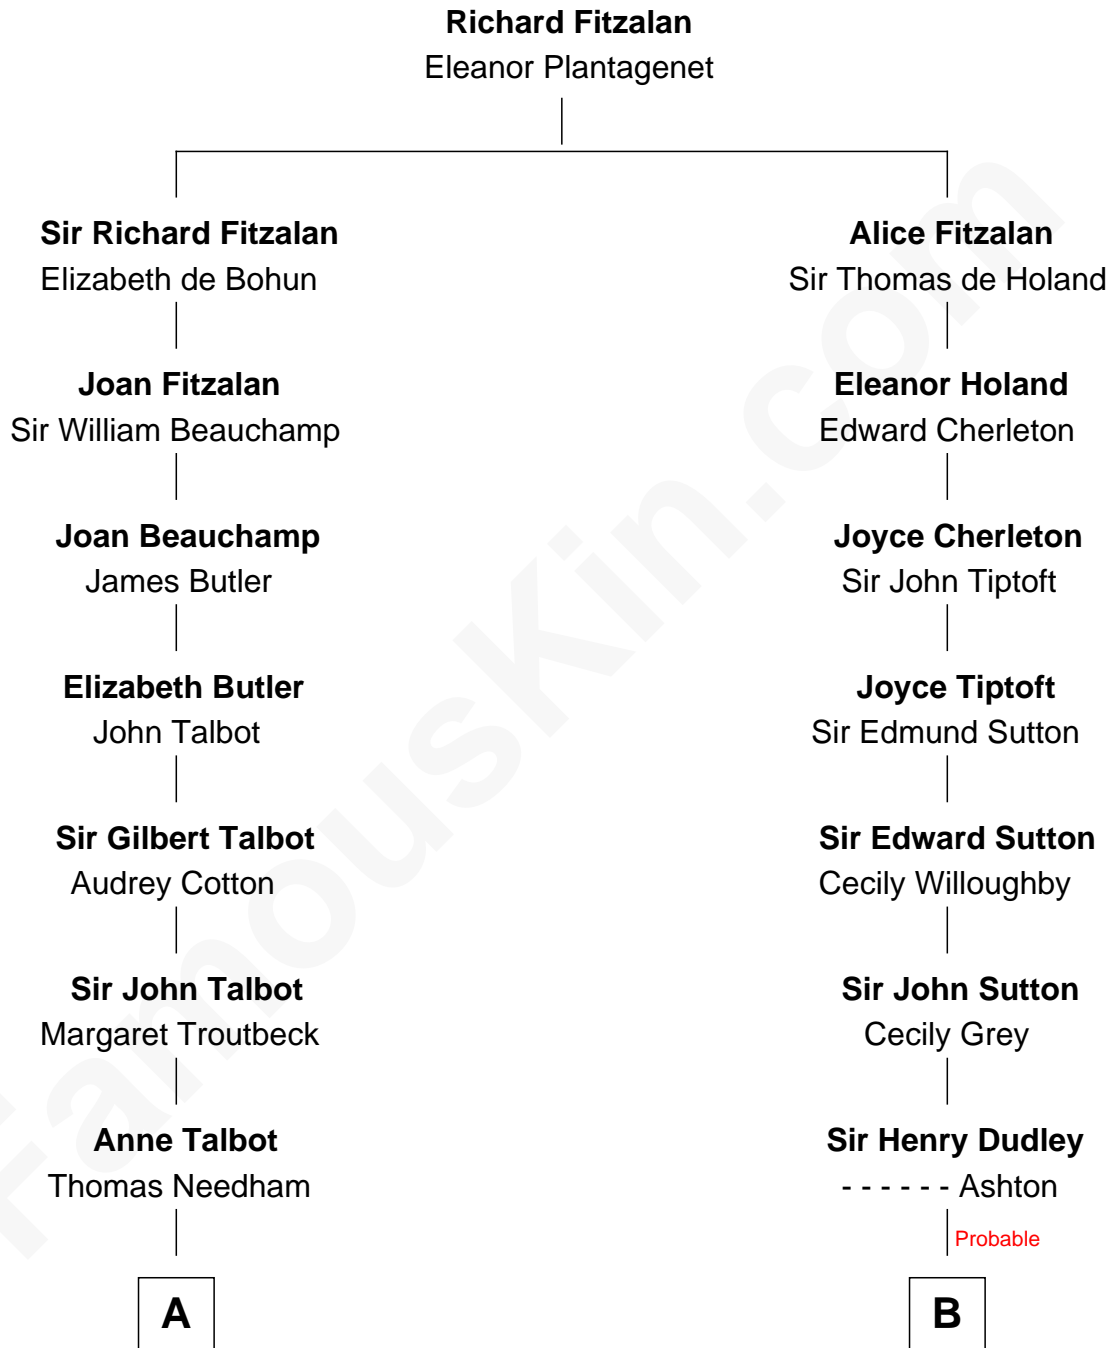 Richard Fitzalan
Eleanor Plantagenet
Sir Richard Fitzalan
Elizabeth de Bohun
Joan Fitzalan
Sir William Beauchamp
Joan Beauchamp
James Butler
Elizabeth Butler
John Talbot
Sir Gilbert Talbot
Audrey Cotton
Sir John Talbot
Margaret Troutbeck
Anne Talbot
Thomas Needham
A
Alice Fitzalan
Sir Thomas de Holand
Eleanor Holand
Edward Cherleton
Joyce Cherleton
Sir John Tiptoft
Joyce Tiptoft
Sir Edmund Sutton
Sir Edward Sutton
Cecily Willoughby
Sir John Sutton
Cecily Grey
Sir Henry Dudley
- - - - - - Ashton
Probable
B
FamousKin.com